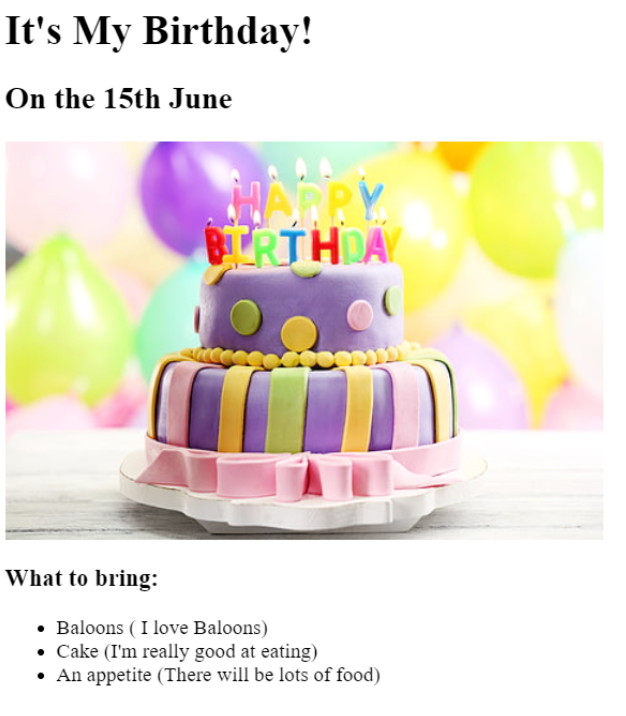 It's My Birthday!
On the 15th June
HAPPY
BIRTHDAY
What to bring:
Baloons ( I love Baloons)
Cake (I'm really good at eating)
An appetite (There will be lots of food)